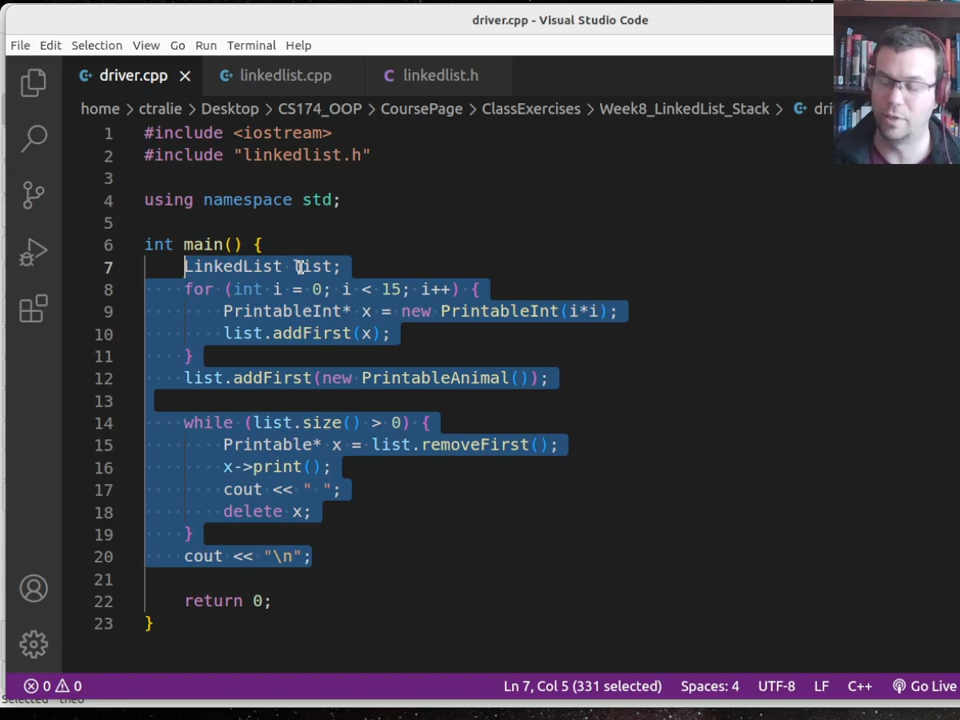 driver.cpp - Visual Studio Code
File Edit Selection View Go Run Terminal Help
driver.cpp linkedlist.cpp linkedlist.h
home > ctralie > Desktop > CS174_OOP > CoursePage > ClassExercises > Week8_LinkedList_Stack > dri
1 #include <iostream>
2 #include "linkedlist.h"
3
4 using namespace std;
5
6 int main() {
7 LinkedList list;
8 for (int i = 0; i < 15; i++) {
9 PrintableInt* x = new PrintableInt(i*i);
10 list.addFirst(x);
11 }
12 list.addFirst(new PrintableAnimal());
13
14 while (list.size() > 0) {
15 Printable* x = list.removeFirst();
16 x->print();
17 cout << " ";
18 delete x;
19 }
20 cout << "\n";
21
22 return 0;
23 }
0 0 Ln 7, Col 5 (331 selected) Spaces: 4 UTF-8 LF C++ Go Live